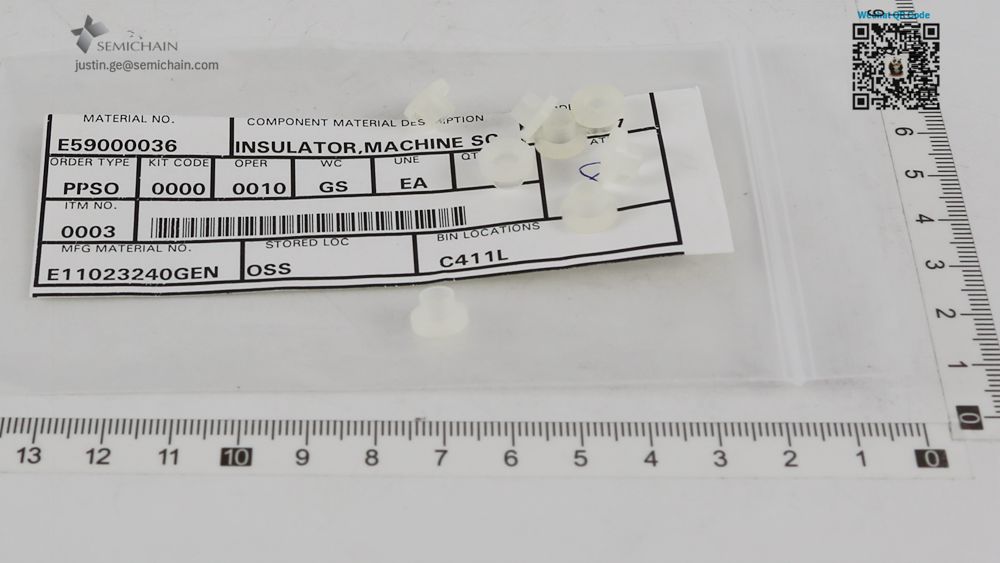 SEMICHAIN
justin.ge@semichain.com
Wechat QR Code
MATERIAL NO.
COMPONENT MATERIAL
E59000036
INSULATOR,MACHINE
ORDER TYPE KIT CODE OPER WC UNE
PPSO 0000 0010 GS EA
ITM NO.
0003
MFG MATERIAL NO. STORED LOC BIN LOCATIONS
E11023240GEN OSS C411L
6
5
4
3
2
1
0
13 12 11 10 9 8 7 6 5 4 3 2 1 0